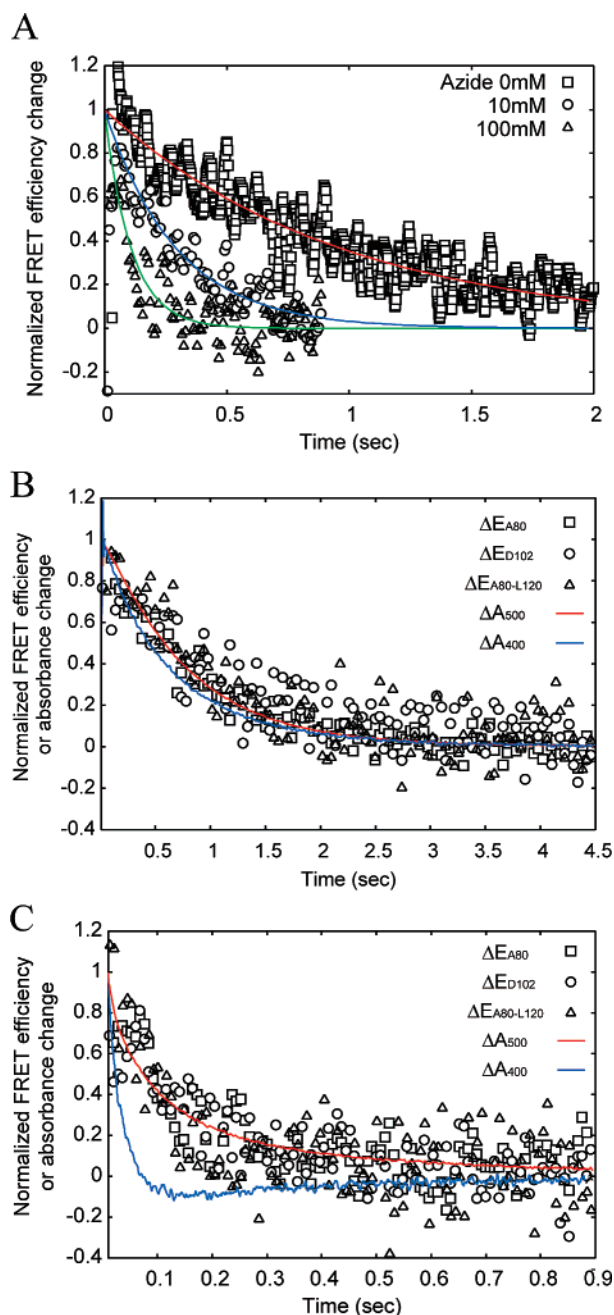 A
Normalized FRET efficiency change
1.2
1
0.8
0.6
0.4
0.2
0
-0.2
Azide 0mM
10mM
100mM
0
0.5
1
1.5
2
Time (sec)
B
Normalized FRET efficiency
or absorbance change
1.2
1
0.8
0.6
0.4
0.2
0
-0.2
-0.4
ΔEA80
ΔED102
ΔEA80-L120
ΔA500
ΔA400
0.5
1
1.5
2
2.5
3
3.5
4
4.5
Time (sec)
C
Normalized FRET efficiency
or absorbance change
1.2
1
0.8
0.6
0.4
0.2
0
-0.2
-0.4
ΔEA80
ΔED102
ΔEA80-L120
ΔA500
ΔA400
0.1
0.2
0.3
0.4
0.5
0.6
0.7
0.8
0.9
Time (sec)